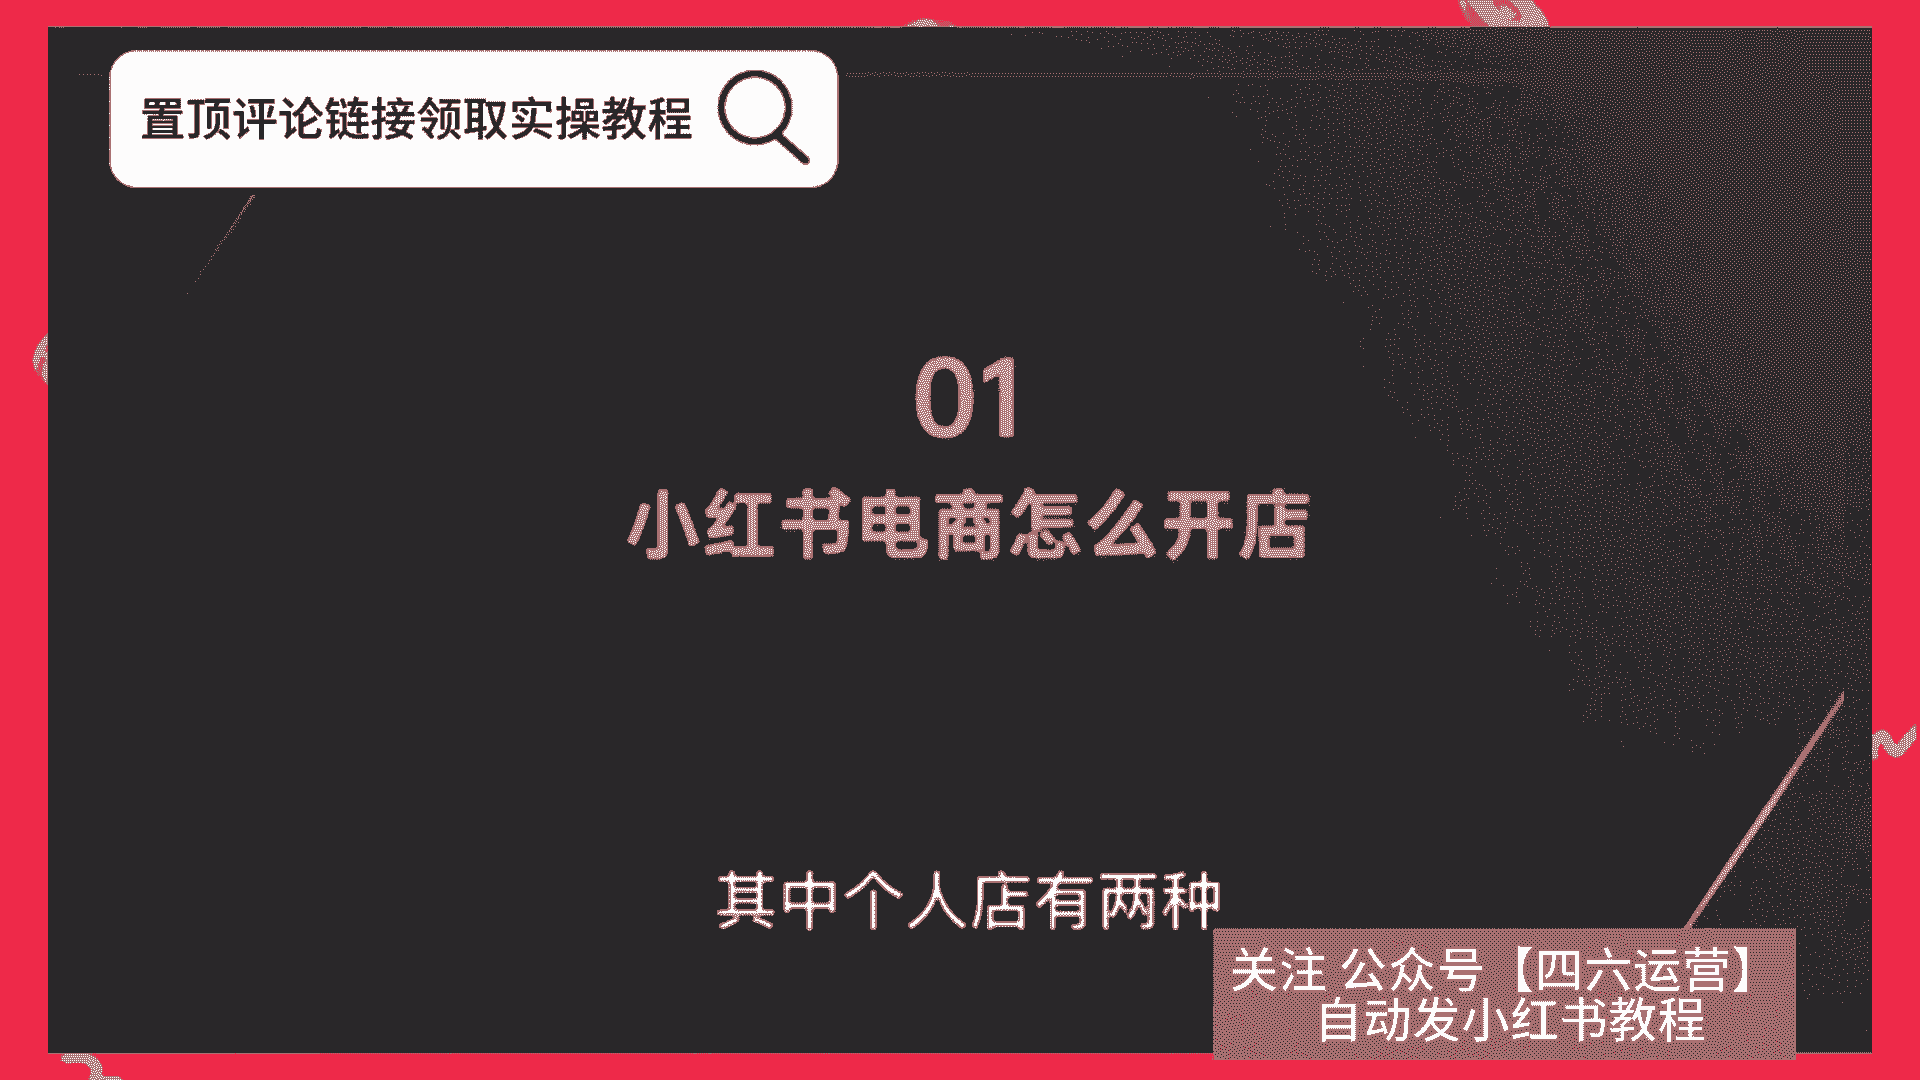 置顶评论链接领取实操教程
01
小红书电商怎么开店
其中个人店有两种
关注 公众号【四六运营】
自动发小红书教程